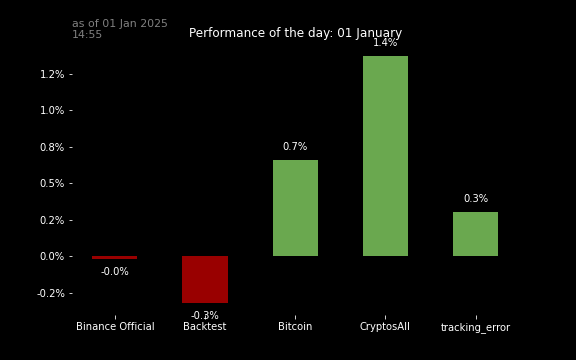 as of 01 Jan 2025
14:55
Performance of the day: 01 January
1.4%
1.2%
1.0%
0.8%
0.7%
0.5%
0.3%
0.2%
0.0%
-0.0%
-0.2%
-0.3%
Binance Official
Backtest
Bitcoin
CryptosAll
tracking_error